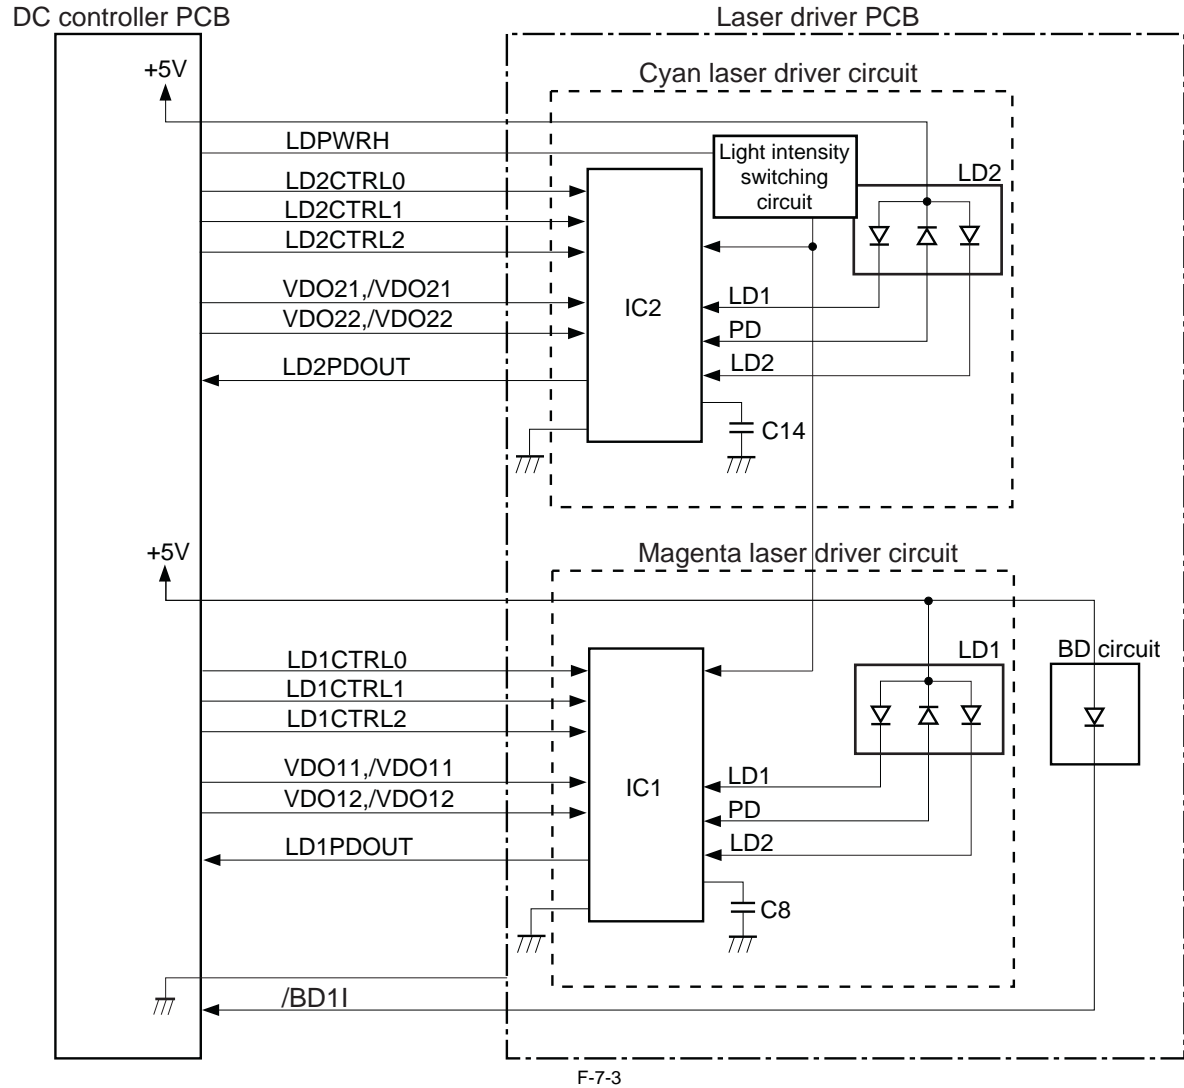 DC controller PCB
Laser driver PCB
+5V
Cyan laser driver circuit
LDPWRH
Light intensity
switching
circuit
LD2
LD2CTRL0
LD2CTRL1
LD2CTRL2
VDO21,/VDO21
VDO22,/VDO22
LD2PDOUT
IC2
LD1
PD
LD2
C14
+5V
Magenta laser driver circuit
LD1CTRL0
LD1CTRL1
LD1CTRL2
VDO11,/VDO11
VDO12,/VDO12
LD1PDOUT
IC1
LD1
BD circuit
LD1
PD
LD2
C8
/BD1I
F-7-3